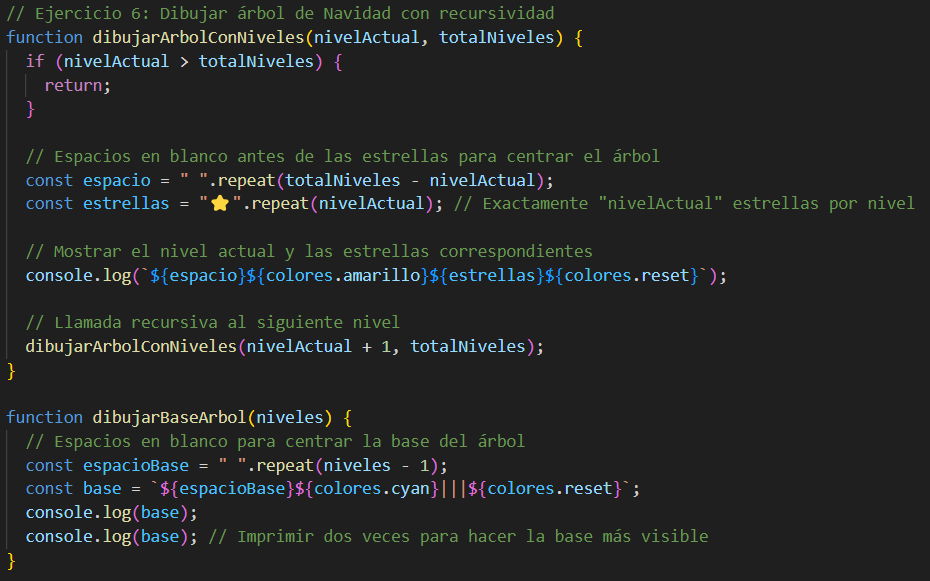 // Ejercicio 6: Dibujar árbol de Navidad con recursividad
function dibujarArbolConNiveles(nivelActual, totalNiveles) {
  if (nivelActual > totalNiveles) {
    return;
  }

  // Espacios en blanco antes de las estrellas para centrar el árbol
  const espacio = " ".repeat(totalNiveles - nivelActual);
  const estrellas = "⭐".repeat(nivelActual); // Exactamente "nivelActual" estrellas por nivel

  // Mostrar el nivel actual y las estrellas correspondientes
  console.log(`${espacio}${colores.amarillo}${estrellas}${colores.reset}`);

  // Llamada recursiva al siguiente nivel
  dibujarArbolConNiveles(nivelActual + 1, totalNiveles);
}

function dibujarBaseArbol(niveles) {
  // Espacios en blanco para centrar la base del árbol
  const espacioBase = " ".repeat(niveles - 1);
  const base = `${espacioBase}${colores.cyan}|||${colores.reset}`;
  console.log(base);
  console.log(base); // Imprimir dos veces para hacer la base más visible
}